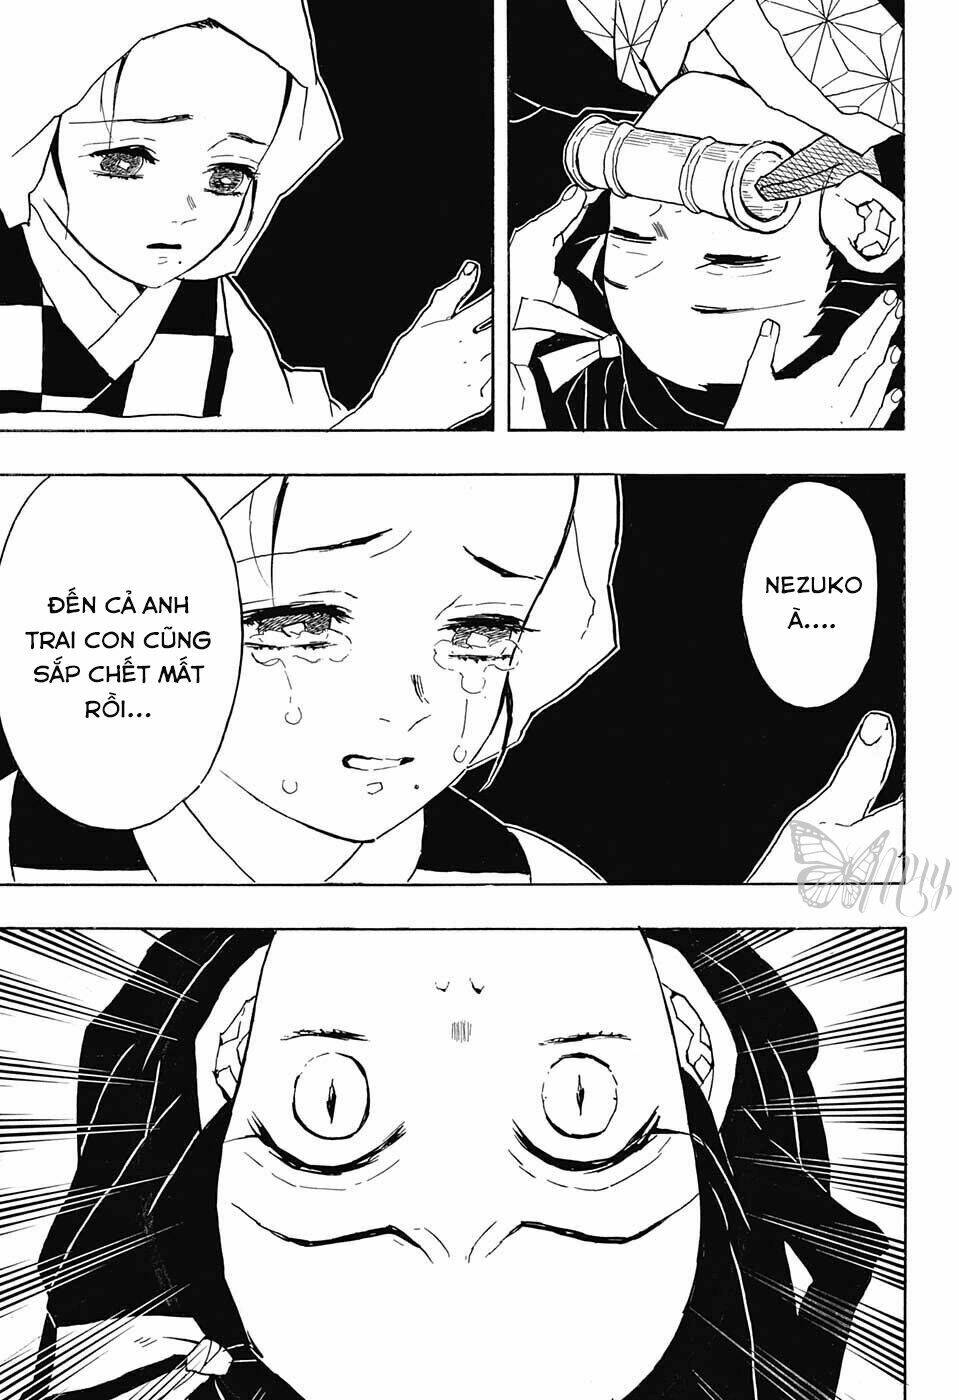 NEZUKO
À....
ĐẾN CẢ ANH
TRAI CON CŨNG
SẮP CHẾT MẤT
RỒI...